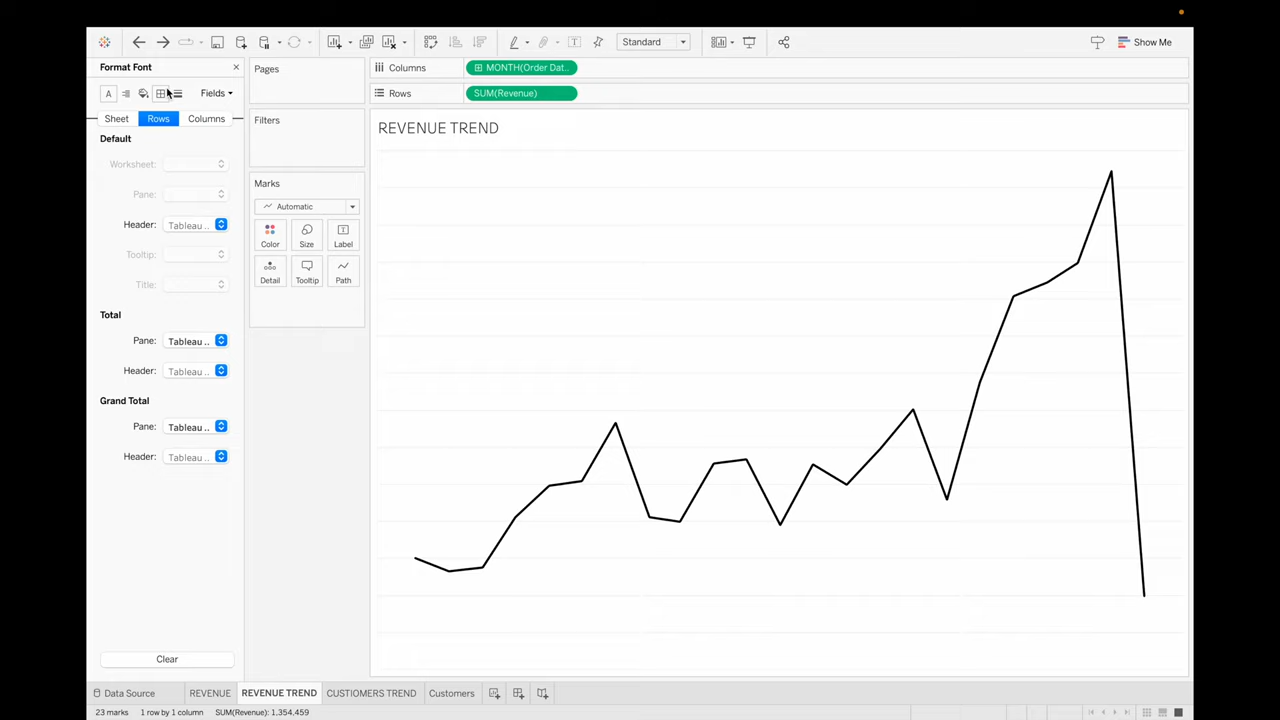 Standard
Show Me
Format Font
Fields
Sheet
Rows
Columns
Default
Worksheet:
Pane:
Header: Tableau ..
Tooltip:
Title:
Total
Pane: Tableau ..
Header: Tableau ..
Grand Total
Pane: Tableau ..
Header: Tableau ..
Clear
Pages
Filters
Marks
Automatic
Color
Size
Label
Detail
Tooltip
Path
Columns
MONTH(Order Dat..
Rows
SUM(Revenue)
REVENUE TREND
Data Source
REVENUE
REVENUE TREND
CUSTIOMERS TREND
Customers
23 marks
1 row by 1 column
SUM(Revenue): 1,354,459